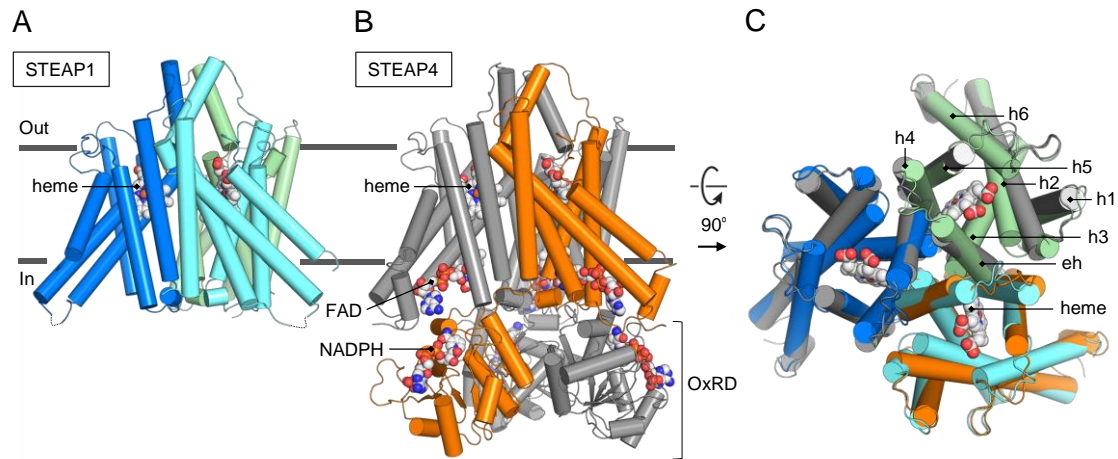 A
STEAP1
Out
heme
In
B
STEAP4
heme
FAD
NADPH
OxRD
90°
C
h6
h4
h5
h2
h1
h3
eh
heme